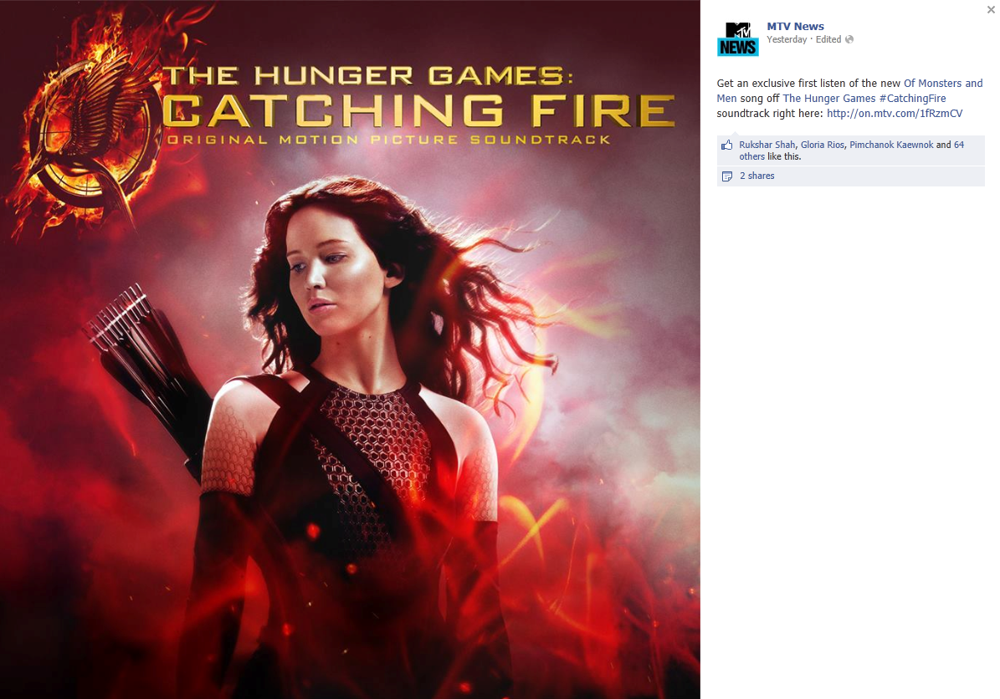 THE HUNGER GAMES:
CATCHING FIRE
ORIGINAL MOTION PICTURE SOUNDTRACK
MTV
NEWS
MTV News
Yesterday · Edited
Get an exclusive first listen of the new Of Monsters and
Men song off The Hunger Games #CatchingFire
soundtrack right here: http://on.mtv.com/1fRzmCV
Rukshar Shah, Gloria Rios, Pimchanok Kaewnok and 64
others like this.
2 shares